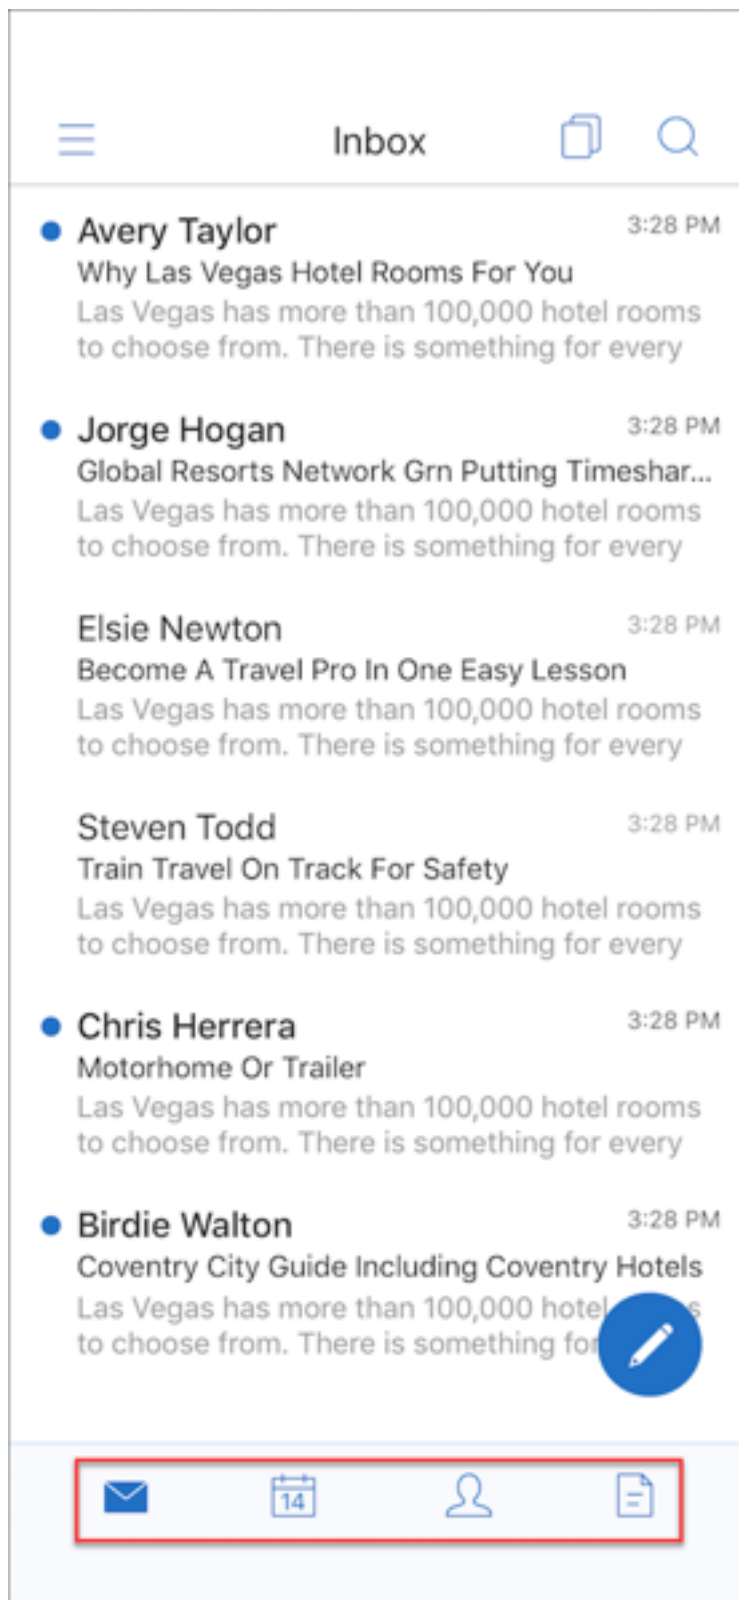 Inbox
Avery Taylor 3:28 PM
Why Las Vegas Hotel Rooms For You
Las Vegas has more than 100,000 hotel rooms
to choose from. There is something for every
Jorge Hogan 3:28 PM
Global Resorts Network Grn Putting Timeshar...
Las Vegas has more than 100,000 hotel rooms
to choose from. There is something for every
Elsie Newton 3:28 PM
Become A Travel Pro In One Easy Lesson
Las Vegas has more than 100,000 hotel rooms
to choose from. There is something for every
Steven Todd 3:28 PM
Train Travel On Track For Safety
Las Vegas has more than 100,000 hotel rooms
to choose from. There is something for every
Chris Herrera 3:28 PM
Motorhome Or Trailer
Las Vegas has more than 100,000 hotel rooms
to choose from. There is something for every
Birdie Walton 3:28 PM
Coventry City Guide Including Coventry Hotels
Las Vegas has more than 100,000 hotel
to choose from. There is something for
14